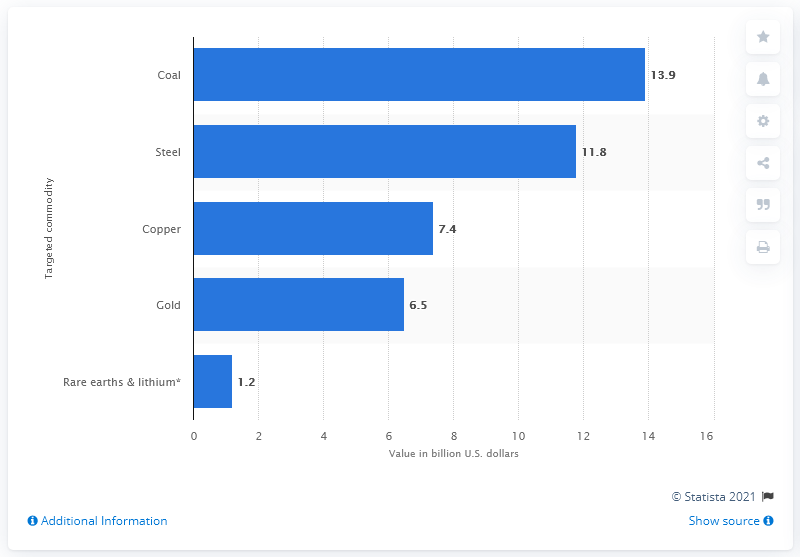 Targeted commodity
Coal 13.9
Steel 11.8
Copper 7.4
Gold 6.5
Rare earths & lithium* 1.2
0 2 4 6 8 10 12 14 16
Value in billion U.S. dollars
© Statista 2021
Additional Information Show source